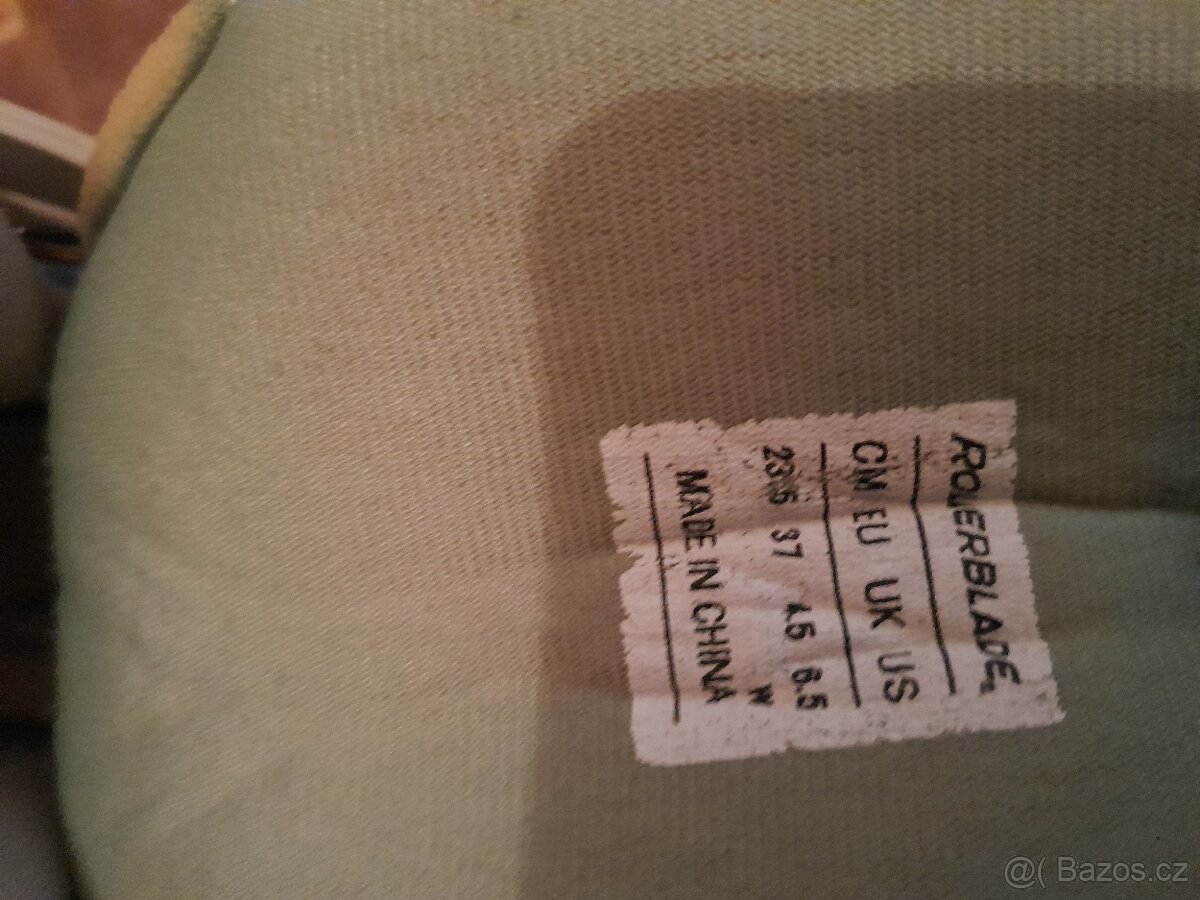 ROLLERBLADE
CM EU UK US
23.5 37 4.5 6.5
W
MADE IN CHINA
@( Bazos.cz